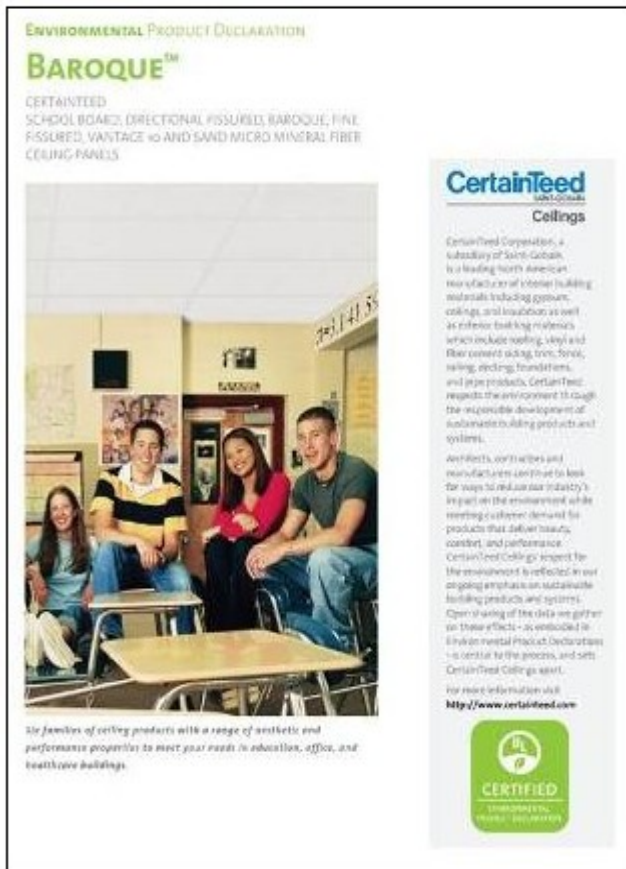 ENVIRONMENTAL PRODUCT DECLARATION
BAROQUE™
CERTAINTEED
SCHOOL BOARD, DIRECTIONAL FISSURED, BAROQUE, FINE
FISSURED, VANTAGE 10 AND SAND MICRO MINERAL FIBER
CEILING PANELS
π=3.1415
Six families of ceiling products with a range of aesthetic and
performance properties to meet your needs in education, office, and
healthcare buildings.
CertainTeed
SAINT-GOBAIN
Ceilings
CertainTeed Corporation, a
subsidiary of Saint-Gobain,
is a leading North American
manufacturer of interior building
materials including gypsum,
ceilings, and insulation as well
as exterior building materials
which include roofing, vinyl and
fiber cement siding, trim, fence,
railing, decking, foundations,
and pipe products. CertainTeed
respects the environment through
the responsible development of
sustainable building products and
systems.
Architects, contractors and
manufacturers continue to look
for ways to reduce our industry's
impact on the environment while
meeting customer demand for
products that deliver beauty,
comfort, and performance.
CertainTeed Ceilings' respect for
the environment is reflected in our
ongoing emphasis on sustainable
building products and systems.
Open sharing of the data we gather
on these effects – as embodied in
Environmental Product Declarations
– is central to the process, and sets
CertainTeed Ceilings apart.
For more information visit
http://www.certainteed.com
UL
CERTIFIED
ENVIRONMENTAL
PRODUCT DECLARATION